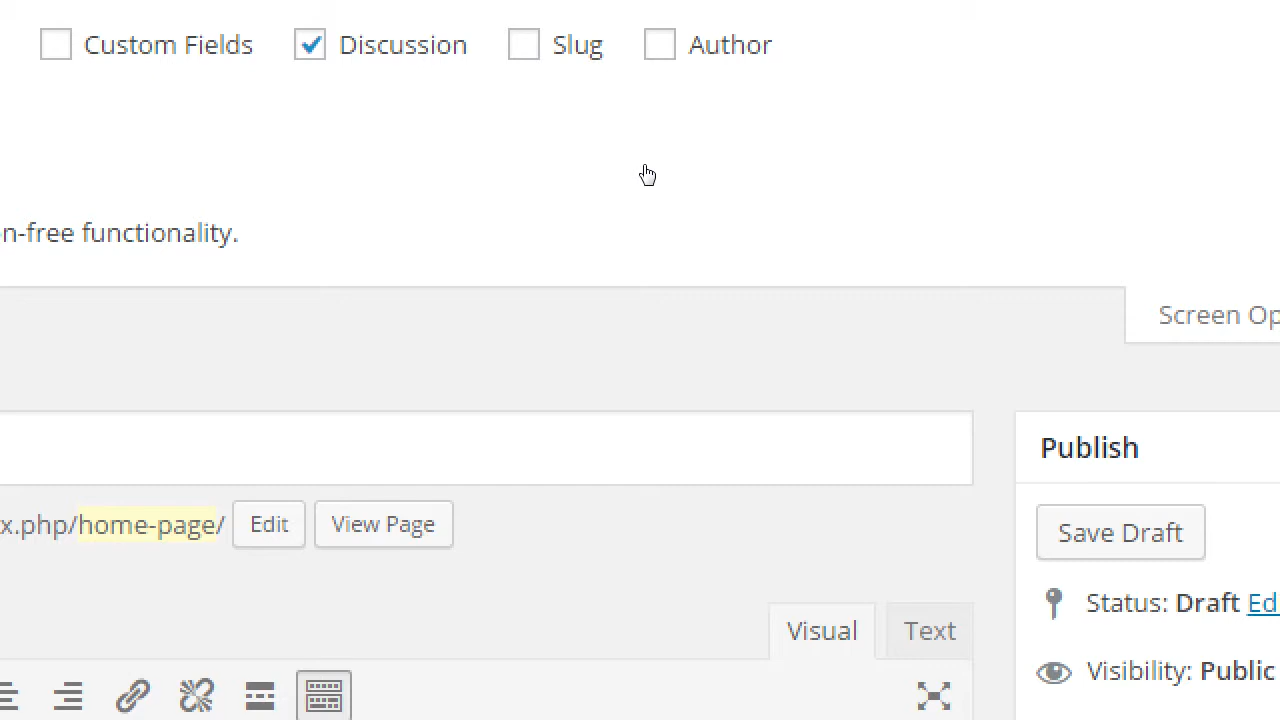 Custom Fields Discussion Slug Author
n-free functionality.
Screen Op
Publish
x.php/home-page/ Edit View Page
Save Draft
Status: Draft Ed
Visual Text
Visibility: Public